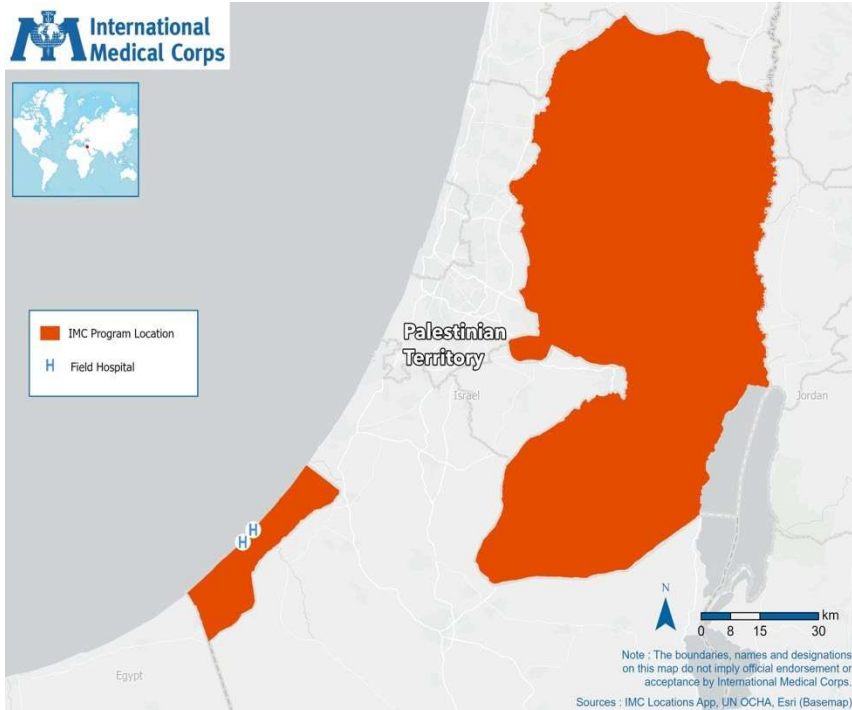 International
Medical Corps
IMC Program Location
H Field Hospital
Palestinian
Territory
Israel
Jordan
H
H
Egypt
N
km
0 8 15 30
Note : The boundaries, names and designations
on this map do not imply official endorsement or
acceptance by International Medical Corps.
Sources : IMC Locations App, UN OCHA, Esri (Basemap)